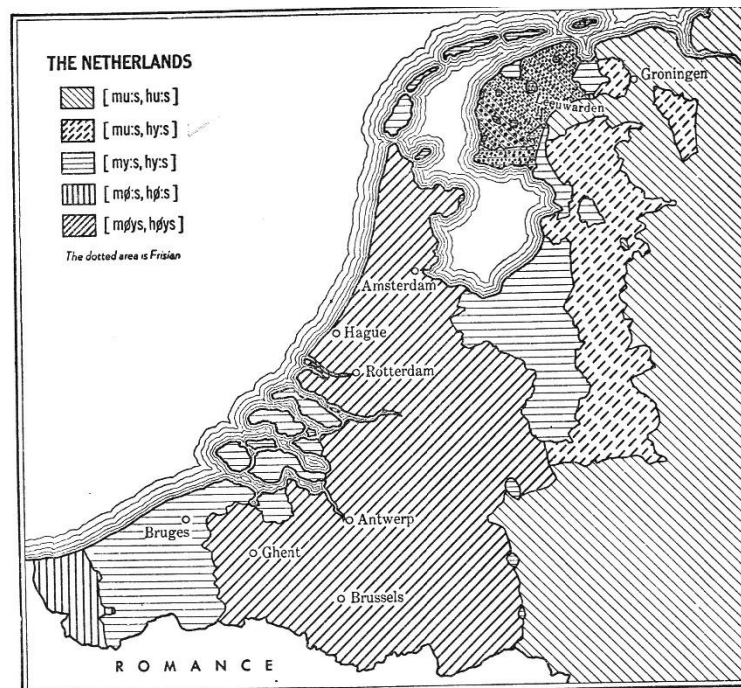 THE NETHERLANDS
[ mu:s, hu:s ]
[ mu:s, hy:s ]
[ my:s, hy:s ]
[ mø:s, hø:s ]
[ møys, høys ]
The dotted area is Frisian
Groningen
Leeuwarden
Amsterdam
Hague
Rotterdam
Bruges
Antwerp
Ghent
Brussels
ROMANCE